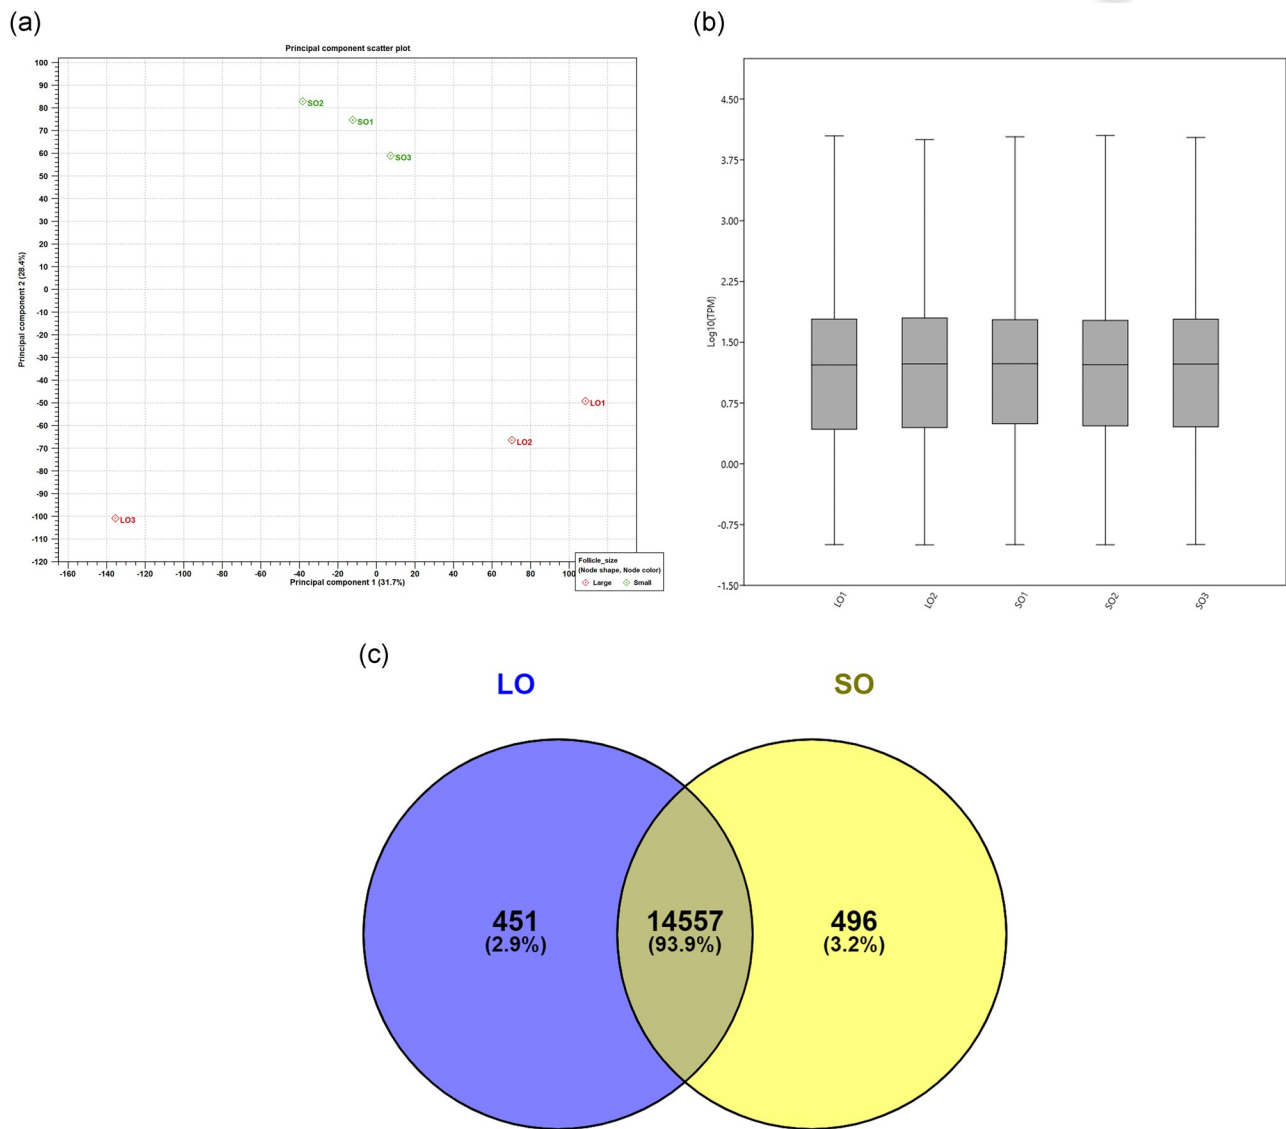 (a)
Principal component scatter plot
100
90
80
70
60
50
40
30
20
10
0
-10
-20
-30
-40
-50
-60
-70
-80
-90
-100
-110
-120
Principal component 2 (28.4%)
SO2
SO1
SO3
LO1
LO2
LO3
-160 -140 -120 -100 -80 -60 -40 -20 0 20 40 60 80 100
Principal component 1 (31.7%)
Follicle_size
(Node shape, Node color)
Large Small
(b)
4.50
3.75
3.00
2.25
1.50
0.75
0.00
-0.75
-1.50
Log10(TPM)
LO1 LO2 SO1 SO2 SO3
(c)
LO SO
451 14557 496
(2.9%) (93.9%) (3.2%)